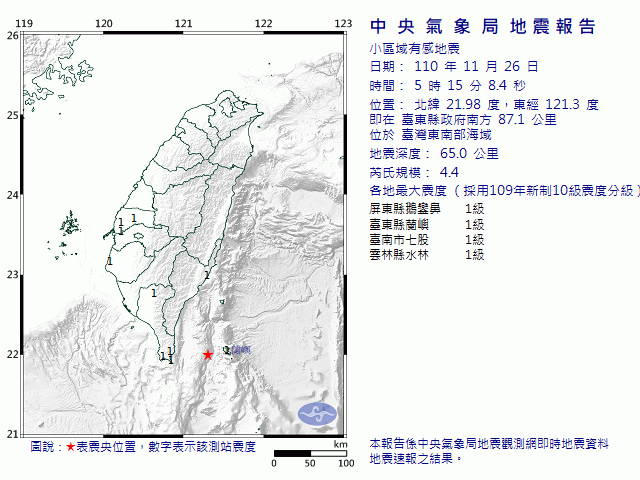 中央氣象局地震報告
小區域有感地震
日期： 110 年 11 月 26 日
時間： 5 時 15 分 8.4 秒
位置： 北緯 21.98 度，東經 121.3 度
即在 臺東縣政府南方 87.1 公里
位於 臺灣東南部海域
地震深度： 65.0 公里
芮氏規模： 4.4
各地最大震度（採用109年新制10級震度分級）
屏東縣鵝鑾鼻 1級
臺東縣蘭嶼 1級
臺南市七股 1級
雲林縣水林 1級
本報告係中央氣象局地震觀測網即時地震資料
地震速報之結果。
119 120 121 122 123
26
25
24
23
22
21
1 1
1
1
1
1
1
1
1
1
蘭嶼
圖說：★表震央位置，數字表示該測站震度
km
0 50 100